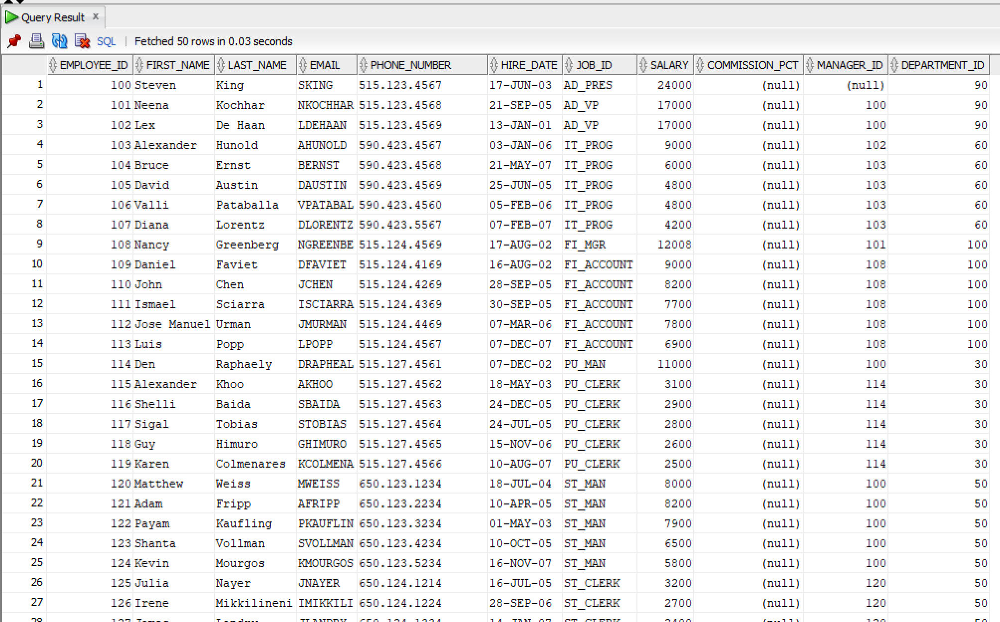 Query Result x
SQL | Fetched 50 rows in 0.03 seconds
EMPLOYEE_ID FIRST_NAME LAST_NAME EMAIL PHONE_NUMBER HIRE_DATE JOB_ID SALARY COMMISSION_PCT MANAGER_ID DEPARTMENT_ID
1 100 Steven King SKING 515.123.4567 17-JUN-03 AD_PRES 24000 (null) (null) 90
2 101 Neena Kochhar NKOCHHAR 515.123.4568 21-SEP-05 AD_VP 17000 (null) 100 90
3 102 Lex De Haan LDEHAAN 515.123.4569 13-JAN-01 AD_VP 17000 (null) 100 90
4 103 Alexander Hunold AHUNOLD 590.423.4567 03-JAN-06 IT_PROG 9000 (null) 102 60
5 104 Bruce Ernst BERNST 590.423.4568 21-MAY-07 IT_PROG 6000 (null) 103 60
6 105 David Austin DAUSTIN 590.423.4569 25-JUN-05 IT_PROG 4800 (null) 103 60
7 106 Valli Pataballa VPATABAL 590.423.4560 05-FEB-06 IT_PROG 4800 (null) 103 60
8 107 Diana Lorentz DLORENTZ 590.423.5567 07-FEB-07 IT_PROG 4200 (null) 103 60
9 108 Nancy Greenberg NGREENBE 515.124.4569 17-AUG-02 FI_MGR 12008 (null) 101 100
10 109 Daniel Faviet DFAVIET 515.124.4169 16-AUG-02 FI_ACCOUNT 9000 (null) 108 100
11 110 John Chen JCHEN 515.124.4269 28-SEP-05 FI_ACCOUNT 8200 (null) 108 100
12 111 Ismael Sciarra ISCIARRA 515.124.4369 30-SEP-05 FI_ACCOUNT 7700 (null) 108 100
13 112 Jose Manuel Urman JMURMAN 515.124.4469 07-MAR-06 FI_ACCOUNT 7800 (null) 108 100
14 113 Luis Popp LPOPP 515.124.4567 07-DEC-07 FI_ACCOUNT 6900 (null) 108 100
15 114 Den Raphaely DRAPHEAL 515.127.4561 07-DEC-02 PU_MAN 11000 (null) 100 30
16 115 Alexander Khoo AKHOO 515.127.4562 18-MAY-03 PU_CLERK 3100 (null) 114 30
17 116 Shelli Baida SBAIDA 515.127.4563 24-DEC-05 PU_CLERK 2900 (null) 114 30
18 117 Sigal Tobias STOBIAS 515.127.4564 24-JUL-05 PU_CLERK 2800 (null) 114 30
19 118 Guy Himuro GHIMURO 515.127.4565 15-NOV-06 PU_CLERK 2600 (null) 114 30
20 119 Karen Colmenares KCOLMENA 515.127.4566 10-AUG-07 PU_CLERK 2500 (null) 114 30
21 120 Matthew Weiss MWEISS 650.123.1234 18-JUL-04 ST_MAN 8000 (null) 100 50
22 121 Adam Fripp AFRIPP 650.123.2234 10-APR-05 ST_MAN 8200 (null) 100 50
23 122 Payam Kaufling PKAUFLIN 650.123.3234 01-MAY-03 ST_MAN 7900 (null) 100 50
24 123 Shanta Vollman SVOLLMAN 650.123.4234 10-OCT-05 ST_MAN 6500 (null) 100 50
25 124 Kevin Mourgos KMOURGOS 650.123.5234 16-NOV-07 ST_MAN 5800 (null) 100 50
26 125 Julia Nayer JNAYER 650.124.1214 16-JUL-05 ST_CLERK 3200 (null) 120 50
27 126 Irene Mikkilineni IMIKKILI 650.124.1224 28-SEP-06 ST_CLERK 2700 (null) 120 50